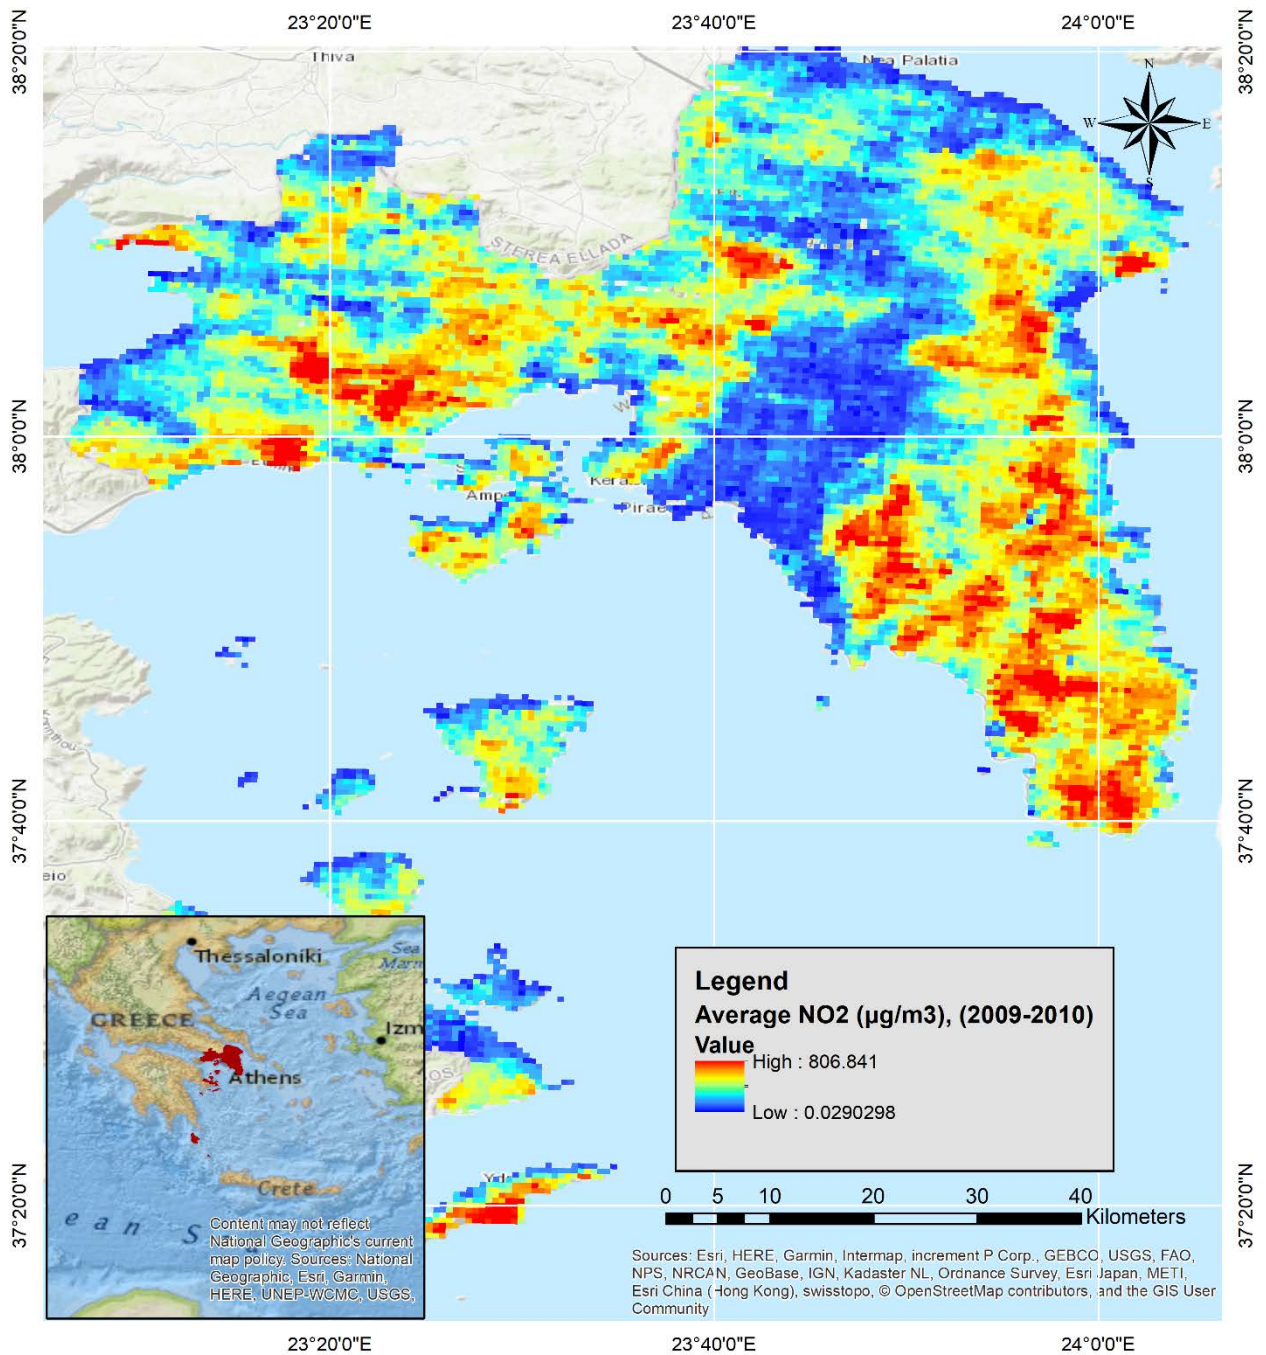 23°20'0"E
23°40'0"E
24°0'0"E
38°20'0"N
38°20'0"N
Thiva
Nea Palatia
N
W
E
S
STEREA ELLADA
38°0'0"N
38°0'0"N
37°40'0"N
37°40'0"N
eio
Thessaloniki
Sea
Aegean
Sea
GREECE
Izm
Athens
Crete
ean S
Content may not reflect
National Geographic's current
map policy. Sources: National
Geographic, Esri, Garmin,
HERE, UNEP-WCMC, USGS,
OS
Legend
Average NO2 (µg/m3), (2009-2010)
Value
High : 806.841
Low : 0.0290298
37°20'0"N
37°20'0"N
0 5 10 20 30 40
Kilometers
Sources: Esri, HERE, Garmin, Intermap, increment P Corp., GEBCO, USGS, FAO,
NPS, NRCAN, GeoBase, IGN, Kadaster NL, Ordnance Survey, Esri Japan, METI,
Esri China (Hong Kong), swisstopo, © OpenStreetMap contributors, and the GIS User
Community
23°20'0"E
23°40'0"E
24°0'0"E